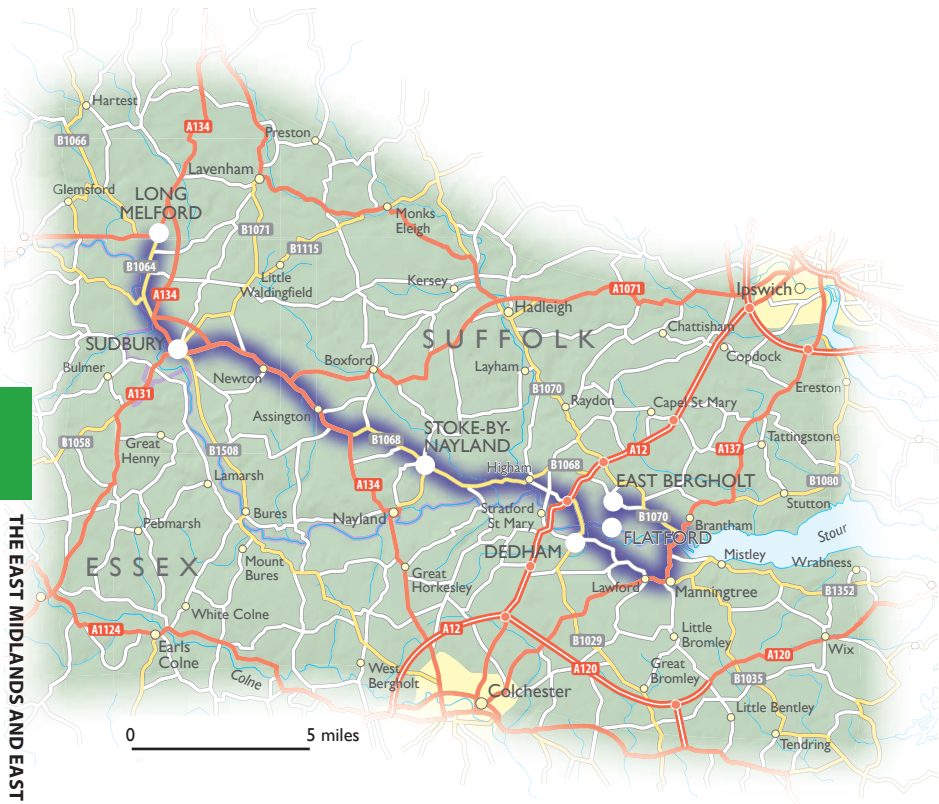 Hartest
A134
B1066
Preston
Lavenham
Glemsford
LONG
MELFORD
Monks
Eleigh
B1071
B1115
B1064
Little
Waldingfield
Kersey
A1071
Ipswich
A134
Hadleigh
SUFFOLK
Chattisham
SUDBURY
Copdock
Boxford
Bulmer
Layham
Newton
Ereston
A131
B1070
Raydon
Capel St Mary
Assington
STOKE-BY-
NAYLAND
B1058
Great
Henny
B1508
B1068
Tattingstone
A12
A137
Higham
B1068
Lamarsh
A134
EAST BERGHOLT
B1080
Sutton
Stratford
St Mary
Bures
Nayland
B1070
Brantham
Pebmarsh
FLATFORD
Stour
DEDHAM
Mistley
Wrabness
ESSEX
Mount
Bures
Great
Horkesley
Lawford
Manningtree
B1352
White Colne
A1124
A12
Little
Bromley
Earls
Colne
B1029
Wix
A120
West
Bergholt
A120
Great
Bromley
Colne
B1035
Colchester
Little Bentley
Tendring
0
5 miles
THE EAST MIDLANDS AND EAST